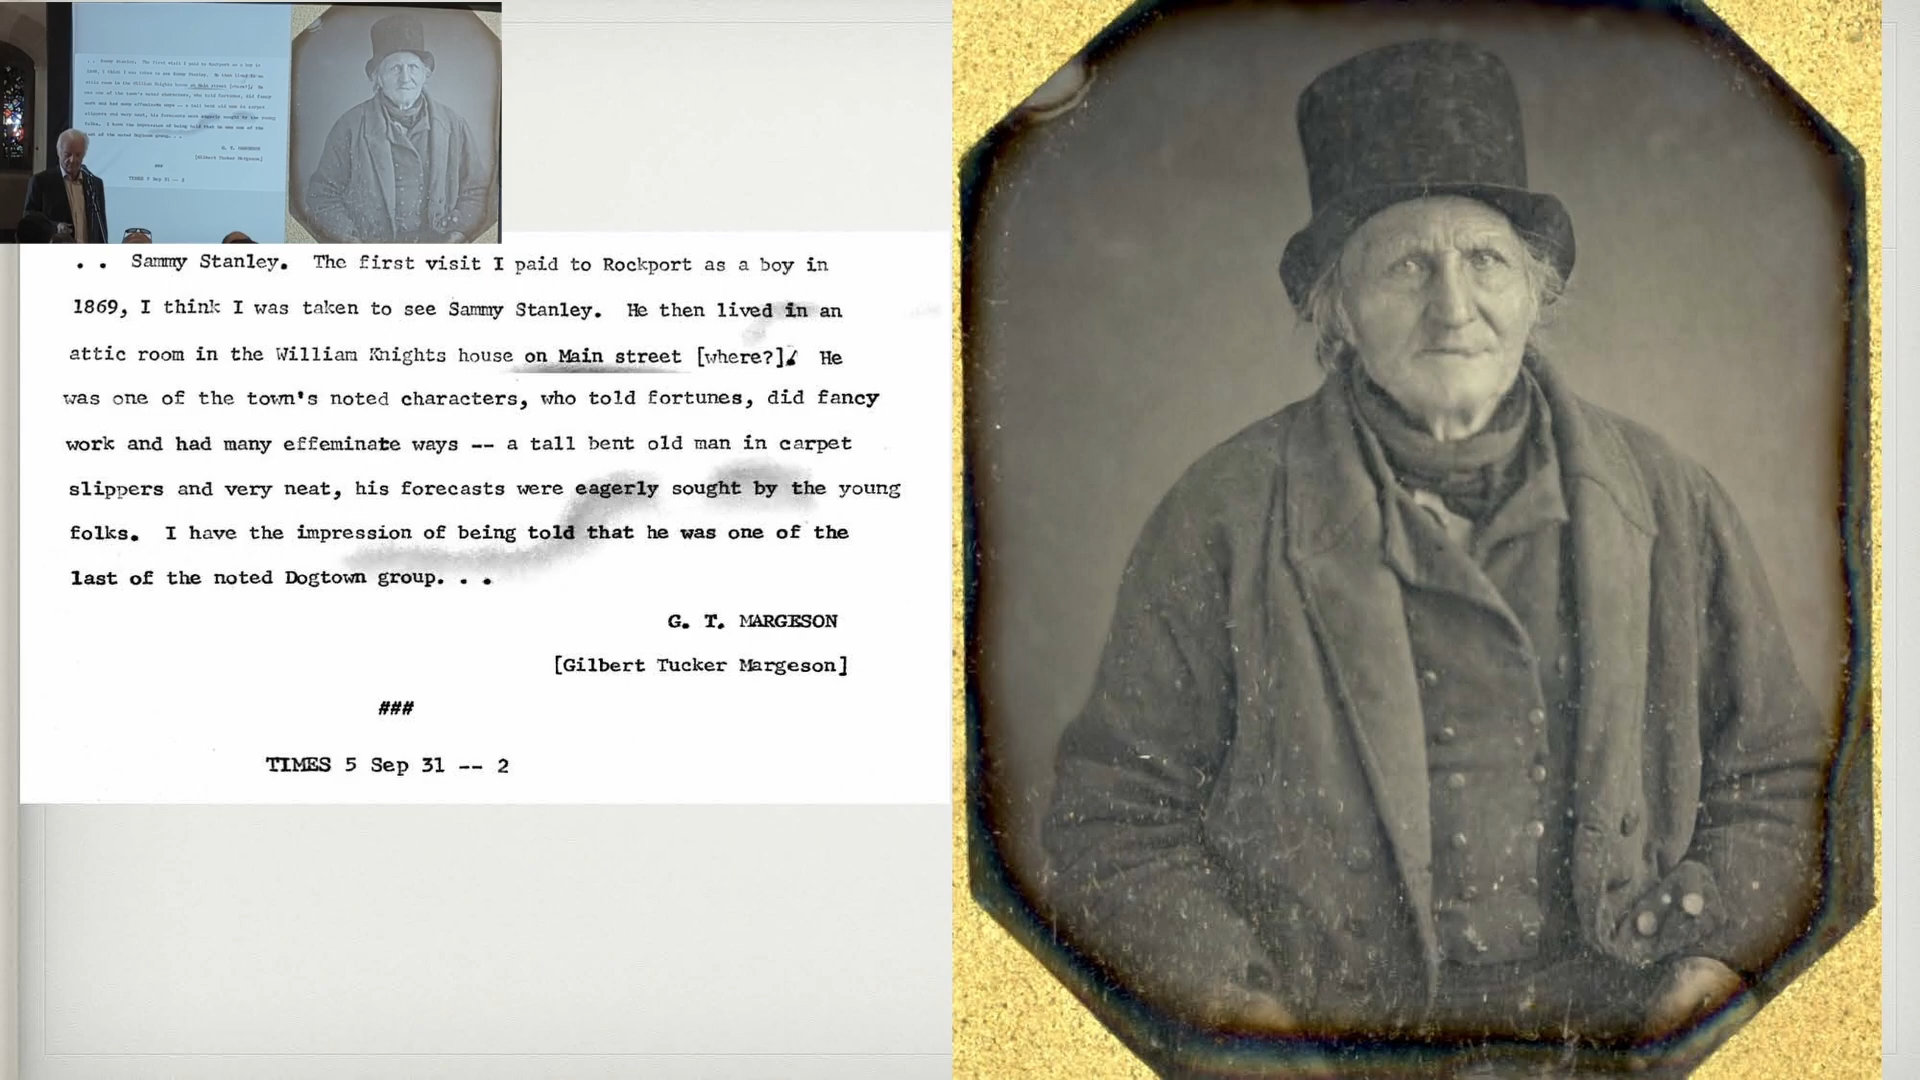 . . Sammy Stanley. The first visit I paid to Rockport as a boy in
1869, I think I was taken to see Sammy Stanley. He then lived in an
attic room in the William Knights house on Main street [where?]. He
was one of the town's noted characters, who told fortunes, did fancy
work and had many effeminate ways -- a tall bent old man in carpet
slippers and very neat, his forecasts were eagerly sought by the young
folks. I have the impression of being told that he was one of the
last of the noted Dogtown group. . .
G. T. MARGESON
[Gilbert Tucker Margeson]
###
TIMES 5 Sep 31 -- 2